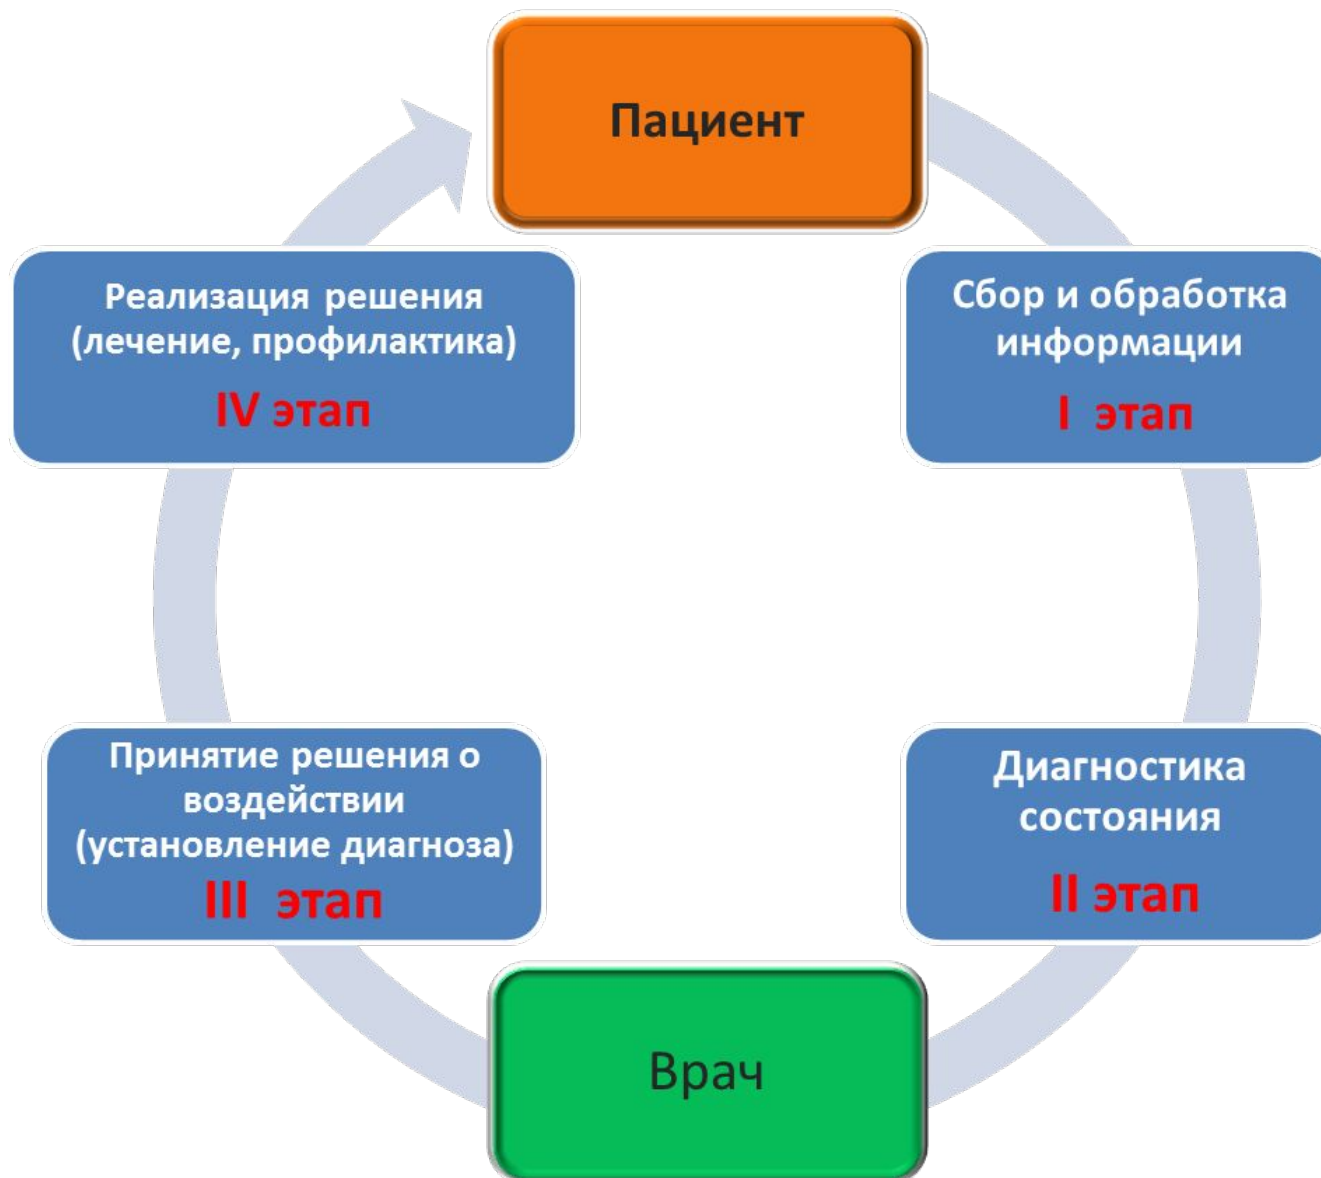 Пациент
Сбор и обработка
информации
I этап
Диагностика
состояния
II этап
Врач
Принятие решения о
воздействии
(установление диагноза)
III этап
Реализация решения
(лечение, профилактика)
IV этап